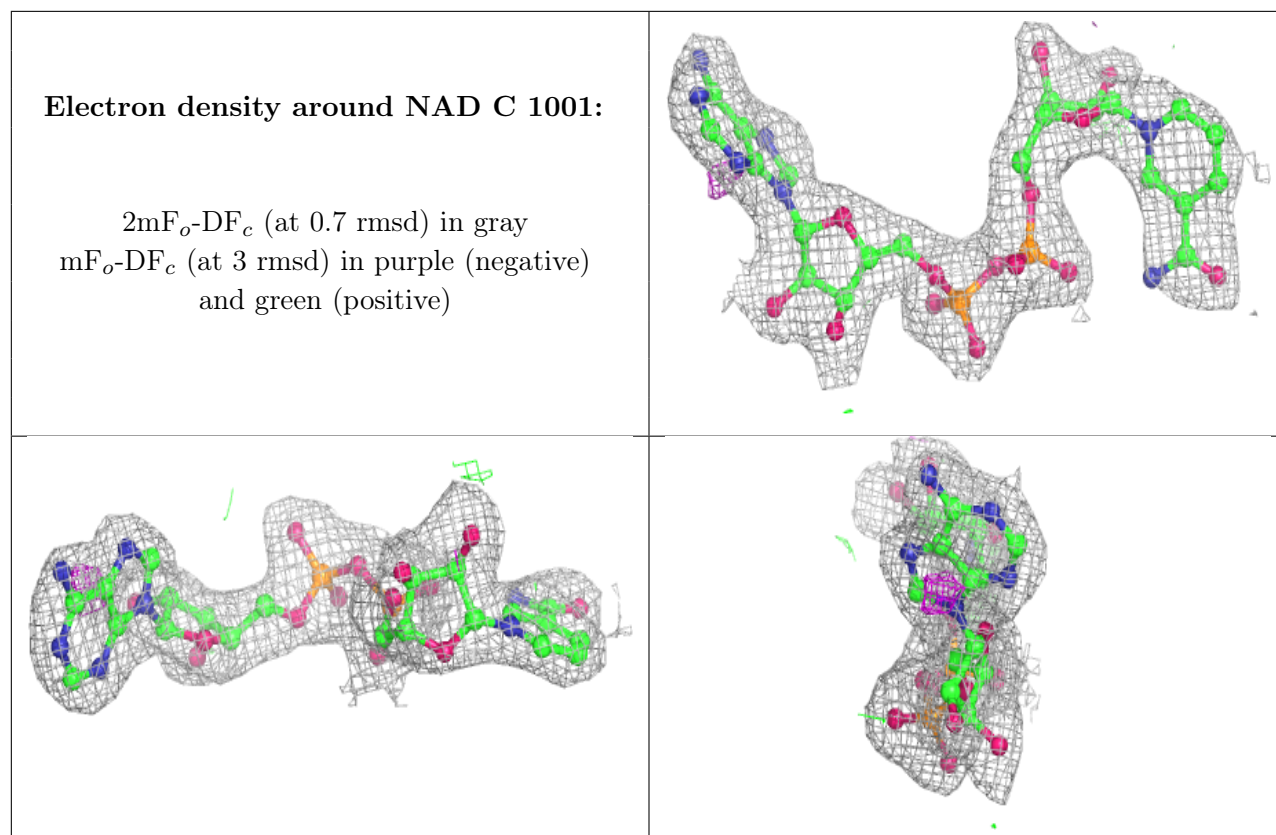 Electron density around NAD C 1001:
2mFo-DFc (at 0.7 rmsd) in gray
mFo-DFc (at 3 rmsd) in purple (negative)
and green (positive)